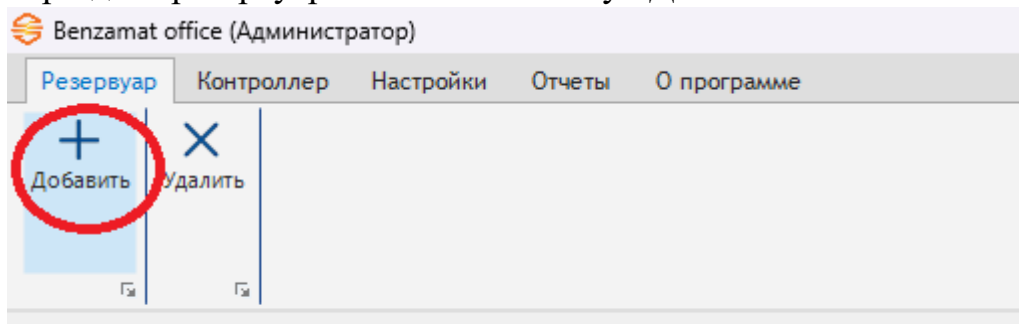 Benzamat office (Администратор)
Резервуар Контроллер Настройки Отчеты О программе
Добавить Удалить